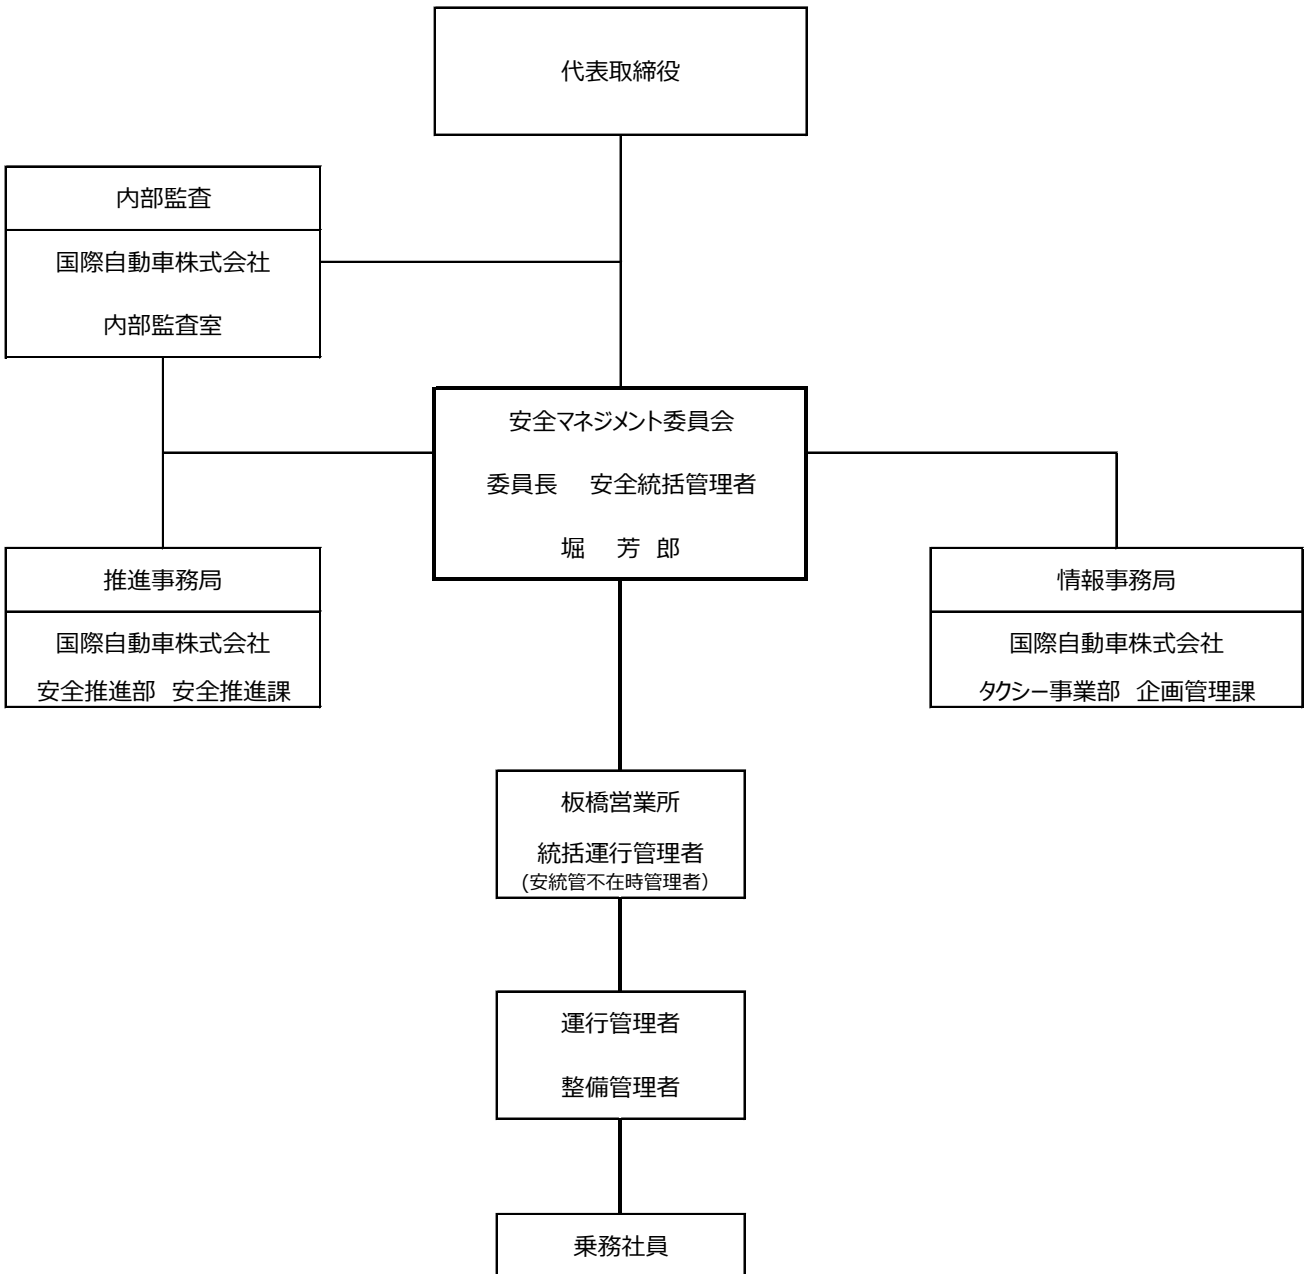 代表取締役
内部監査
国際自動車株式会社
内部監査室
安全マネジメント委員会
委員長　安全統括管理者
堀　芳 郎
推進事務局
国際自動車株式会社
安全推進部　安全推進課
情報事務局
国際自動車株式会社
タクシー事業部　企画管理課
板橋営業所
統括運行管理者
(安統管不在時管理者）
運行管理者
整備管理者
乗務社員